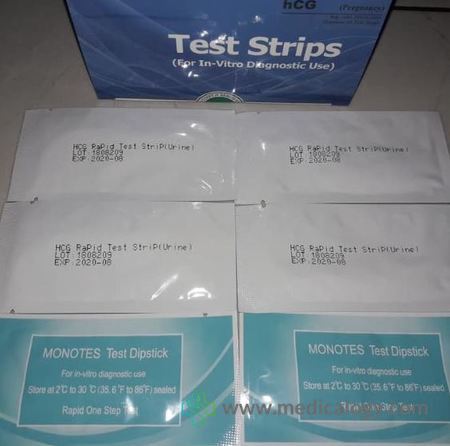 hCG
(Pregnancy)
Test Strips
(For In-Vitro Diagnostic Use)
HCG RaPid Test StriP(Urine)
LOT:1808209
EXP:2020-08
HCG RaPid Test StriP(Urine)
LOT:1808209
EXP:2020-08
HCG RaPid Test StriP(Urine)
LOT:1808209
EXP:2020-08
HCG RaPid Test StriP(Urine)
LOT:1808209
EXP:2020-08
MONOTES Test Dipstick
For in-vitro diagnostic use
Store at 2℃ to 30℃ (35.6℉ to 86℉) sealed
Rapid One Step Test
MONOTES Test Dipstick
For in-vitro diagnostic use
Store at 2℃ to 30℃ (35.6℉ to 86℉) sealed
Rapid One Step Test
www.medicalogy.com